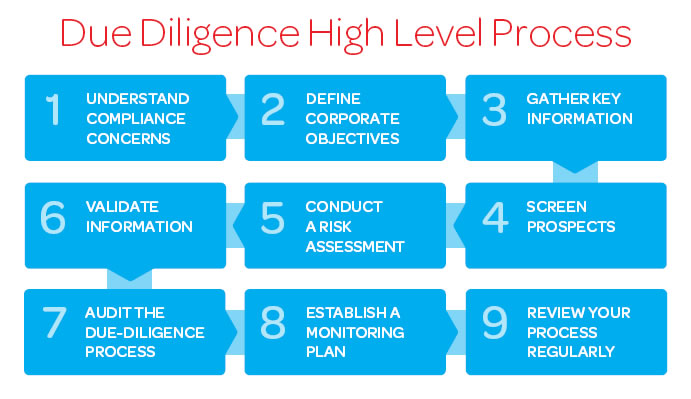 Due Diligence High Level Process
1
UNDERSTAND
COMPLIANCE
CONCERNS
2
DEFINE
CORPORATE
OBJECTIVES
3
GATHER KEY
INFORMATION
4
SCREEN
PROSPECTS
5
CONDUCT
A RISK
ASSESSMENT
6
VALIDATE
INFORMATION
7
AUDIT THE
DUE-DILIGENCE
PROCESS
8
ESTABLISH A
MONITORING
PLAN
9
REVIEW YOUR
PROCESS
REGULARLY